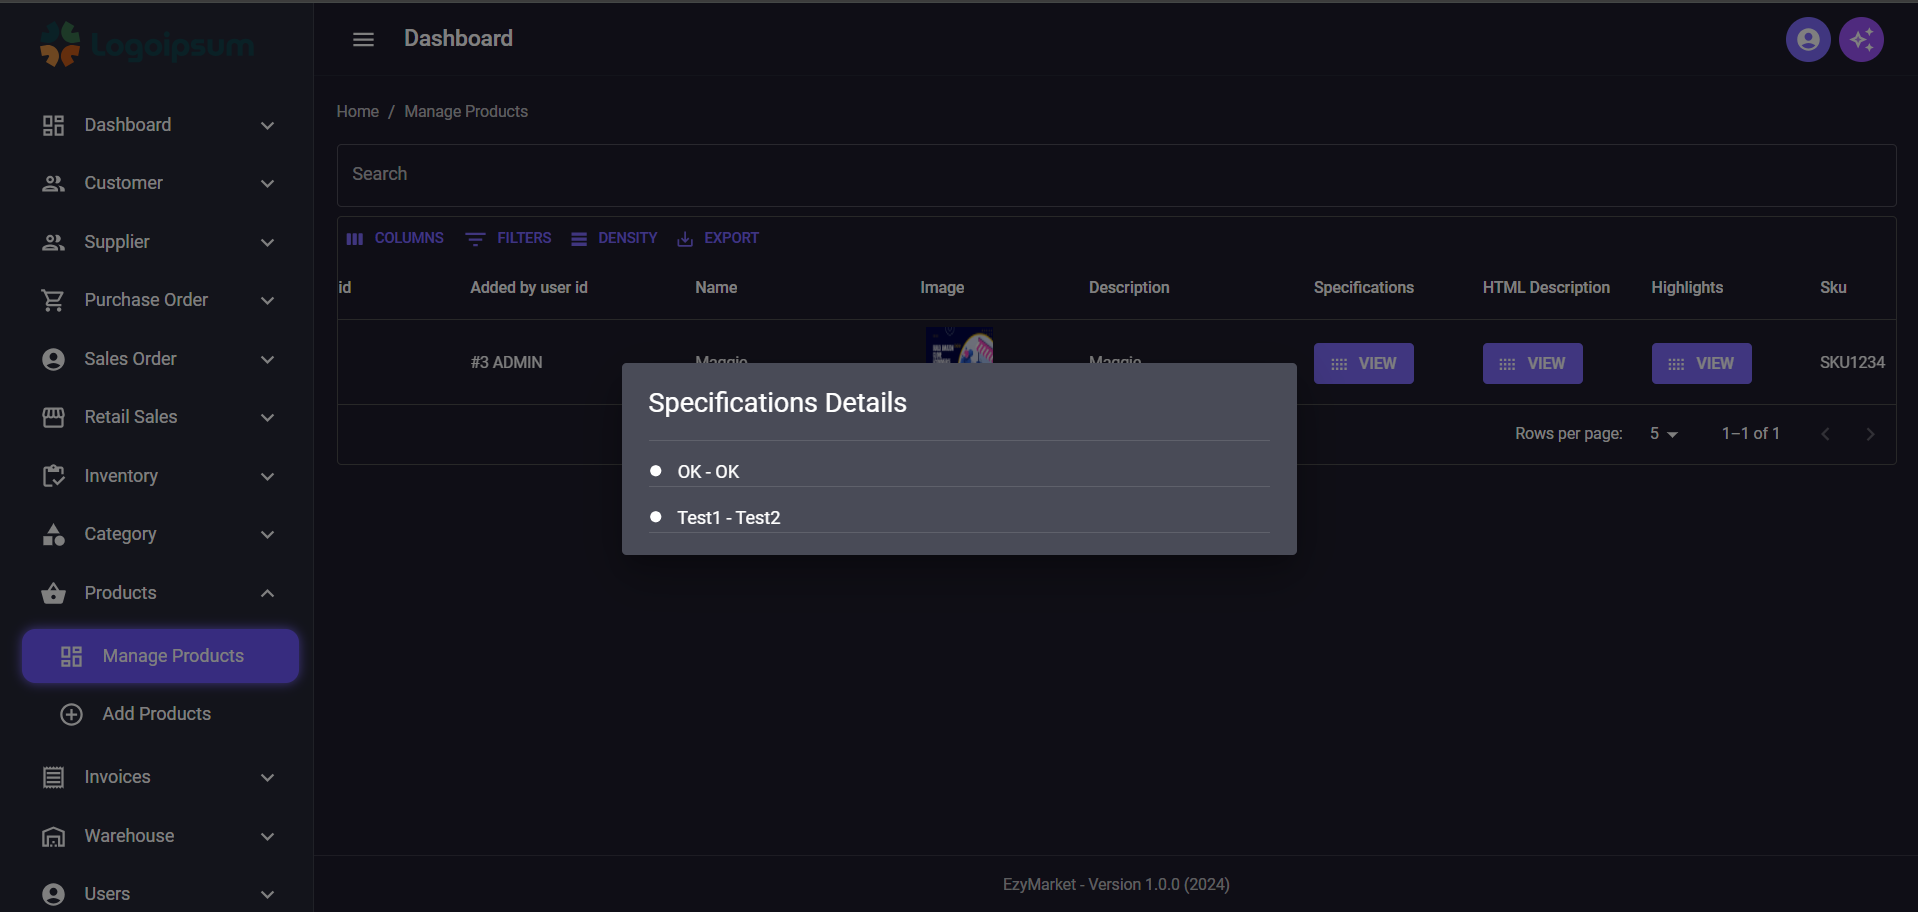 Logoipsum
Dashboard
Home / Manage Products
Search
COLUMNS FILTERS DENSITY EXPORT
id Added by user id Name Image Description Specifications HTML Description Highlights Sku
#3 ADMIN Maggie Maggie VIEW VIEW VIEW SKU1234
Rows per page: 5 1–1 of 1
Specifications Details
OK - OK
Test1 - Test2
Dashboard
Customer
Supplier
Purchase Order
Sales Order
Retail Sales
Inventory
Category
Products
Manage Products
Add Products
Invoices
Warehouse
Users
EzyMarket - Version 1.0.0 (2024)